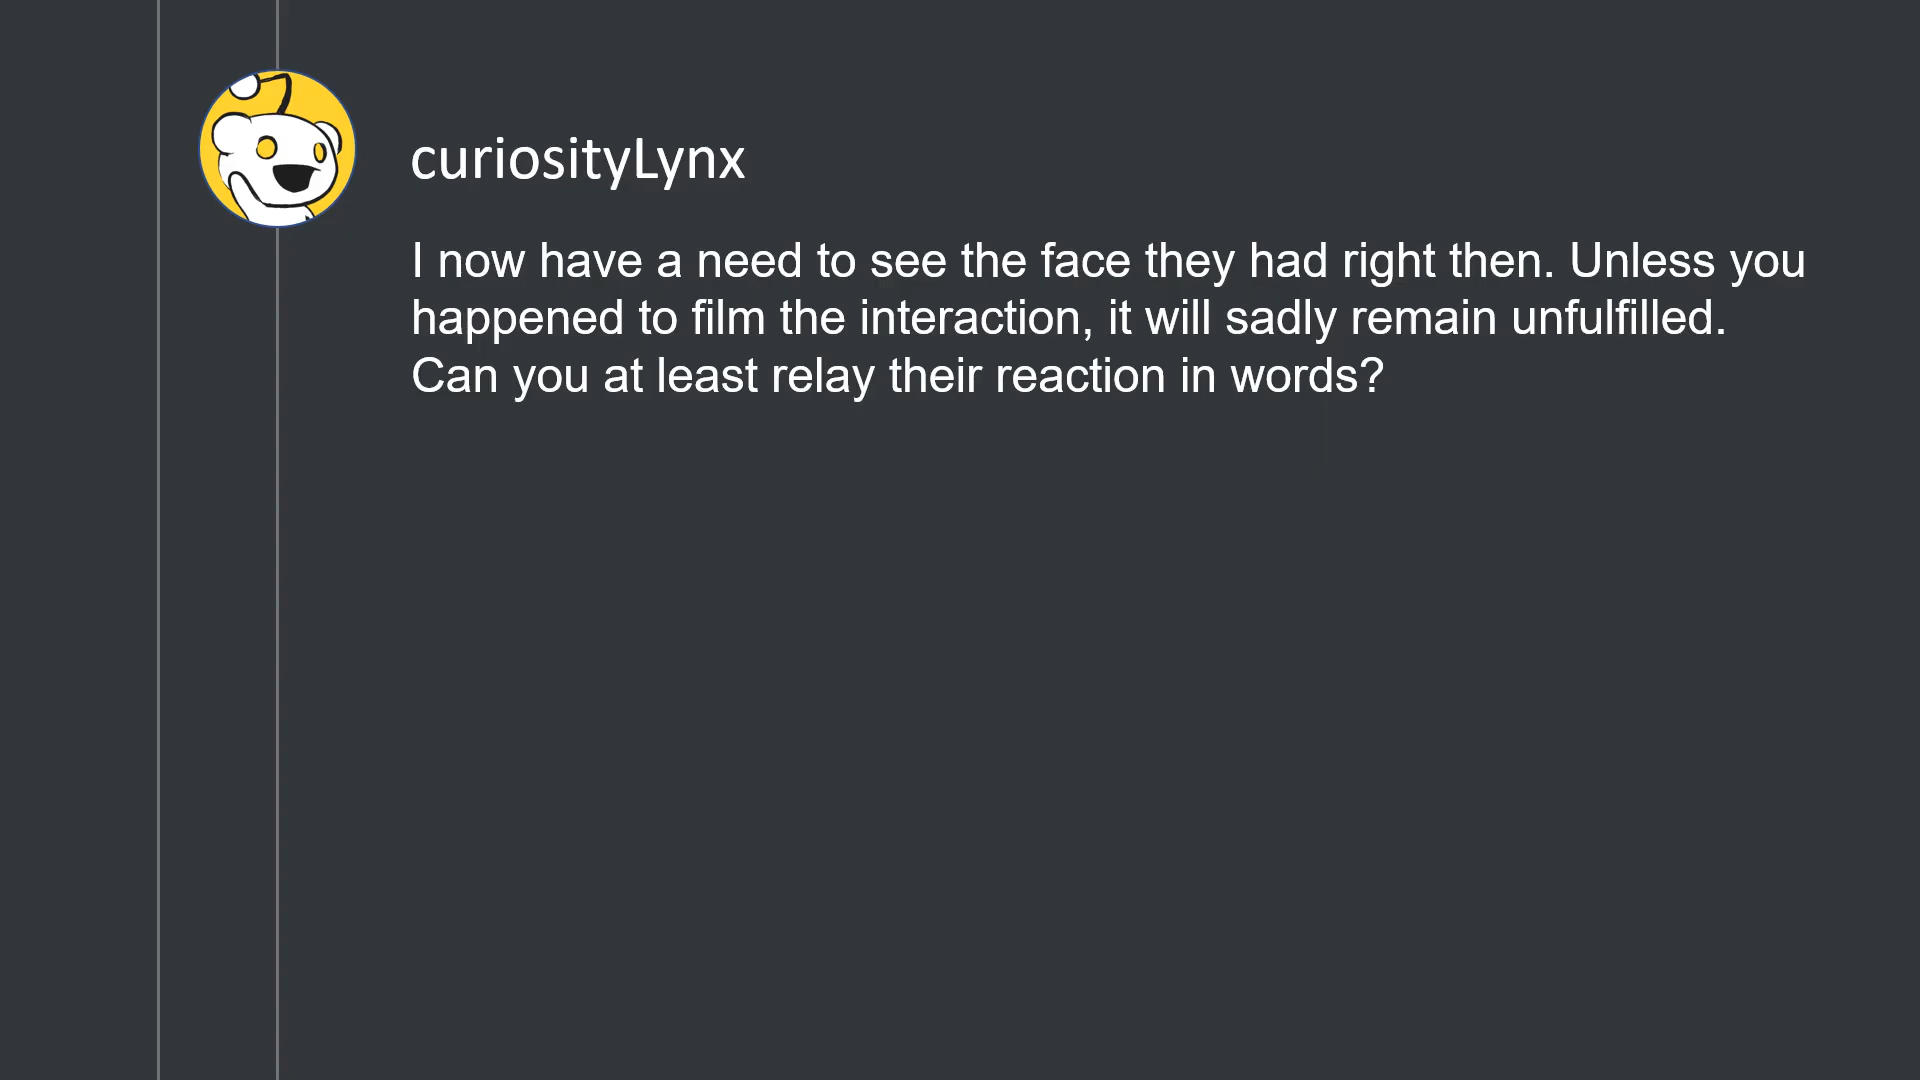 curiosityLynx
I now have a need to see the face they had right then. Unless you
happened to film the interaction, it will sadly remain unfulfilled.
Can you at least relay their reaction in words?